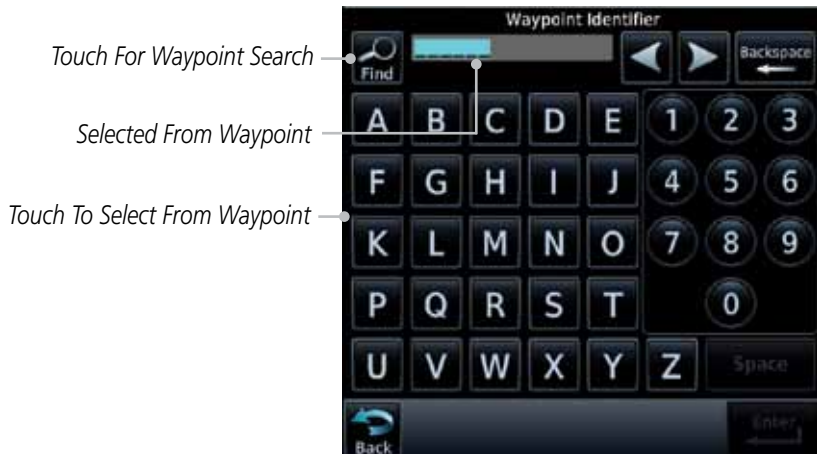 Waypoint Identifier
Touch For Waypoint Search
Find
Backspace
Selected From Waypoint
A B C D E 1 2 3
F G H I J 4 5 6
Touch To Select From Waypoint
K L M N O 7 8 9
P Q R S T 0
U V W X Y Z Space
Back Enter